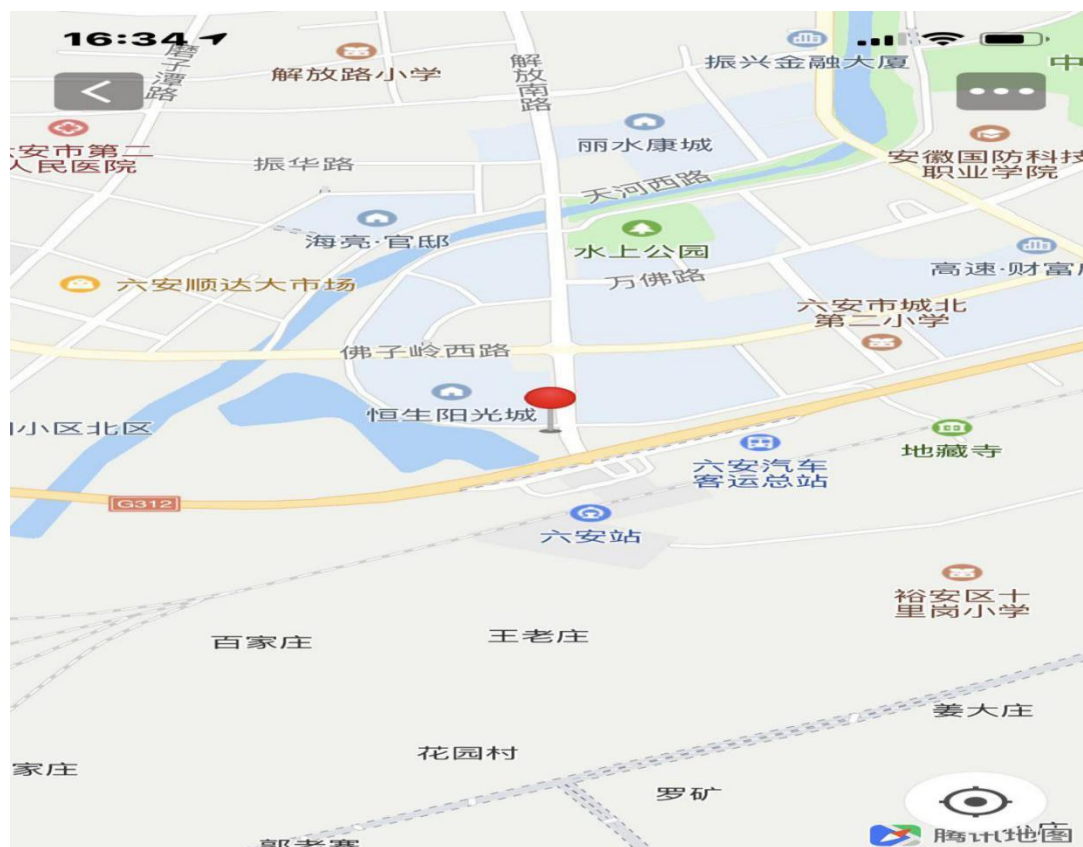 16:34
解放路小学
解放南路
振兴金融大厦
中
磨子潭路
安市第二
人民医院
振华路
丽水康城
安徽国防科技
职业学院
天河西路
海亮·官邸
水上公园
六安顺达大市场
万佛路
高速·财富
六安市城北
第二小学
佛子岭西路
恒生阳光城
小区北区
六安汽车
客运总站
地藏寺
G312
六安站
裕安区十
里岗小学
百家庄
王老庄
姜大庄
花园村
家庄
罗矿
郭老寨
庄
腾讯地图